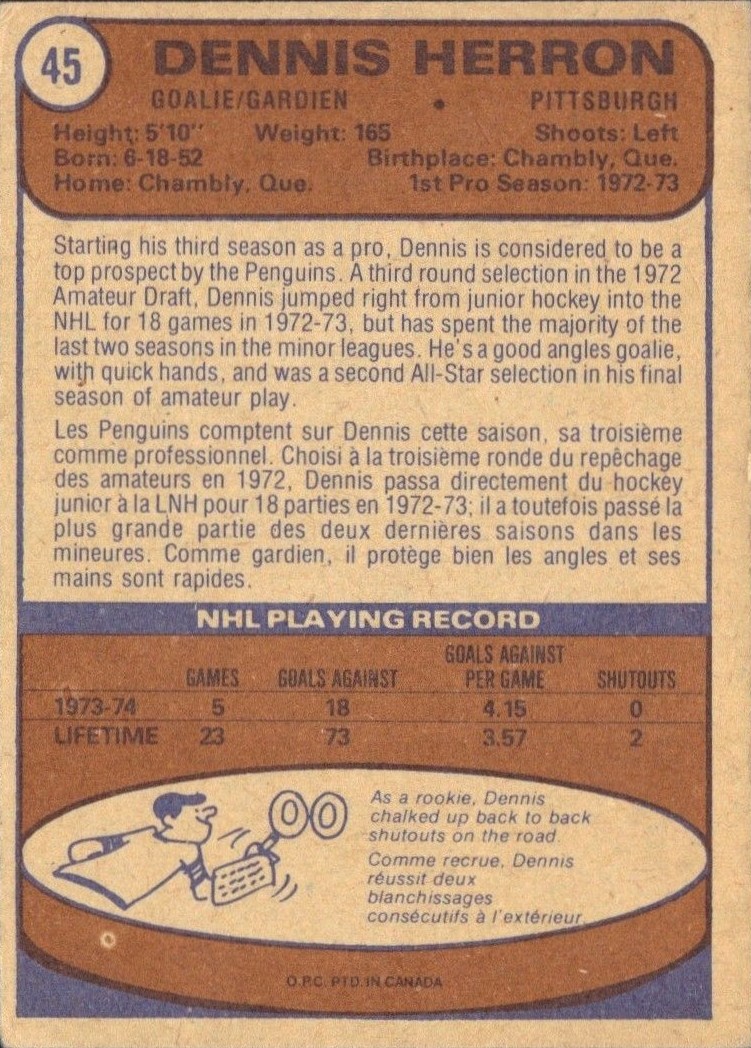 45
DENNIS HERRON
GOALIE/GARDIEN • PITTSBURGH
Height: 5'10" Weight: 165 Shoots: Left
Born: 6-18-52 Birthplace: Chambly, Que.
Home: Chambly, Que. 1st Pro Season: 1972-73
Starting his third season as a pro, Dennis is considered to be a
top prospect by the Penguins. A third round selection in the 1972
Amateur Draft, Dennis jumped right from junior hockey into the
NHL for 18 games in 1972-73, but has spent the majority of the
last two seasons in the minor leagues. He's a good angles goalie,
with quick hands, and was a second All-Star selection in his final
season of amateur play.
Les Penguins comptent sur Dennis cette saison, sa troisième
comme professionnel. Choisi à la troisième ronde du repêchage
des amateurs en 1972, Dennis passa directement du hockey
junior à la LNH pour 18 parties en 1972-73; il a toutefois passé la
plus grande partie des deux dernières saisons dans les
mineures. Comme gardien, il protège bien les angles et ses
mains sont rapides.
NHL PLAYING RECORD
GAMES GOALS AGAINST GOALS AGAINST PER GAME SHUTOUTS
1973-74 5 18 4.15 0
LIFETIME 23 73 3.57 2
00
As a rookie, Dennis
chalked up back to back
shutouts on the road.
Comme recrue, Dennis
réussit deux
blanchissages
consécutifs à l'extérieur.
O.P.C. PTD. IN CANADA